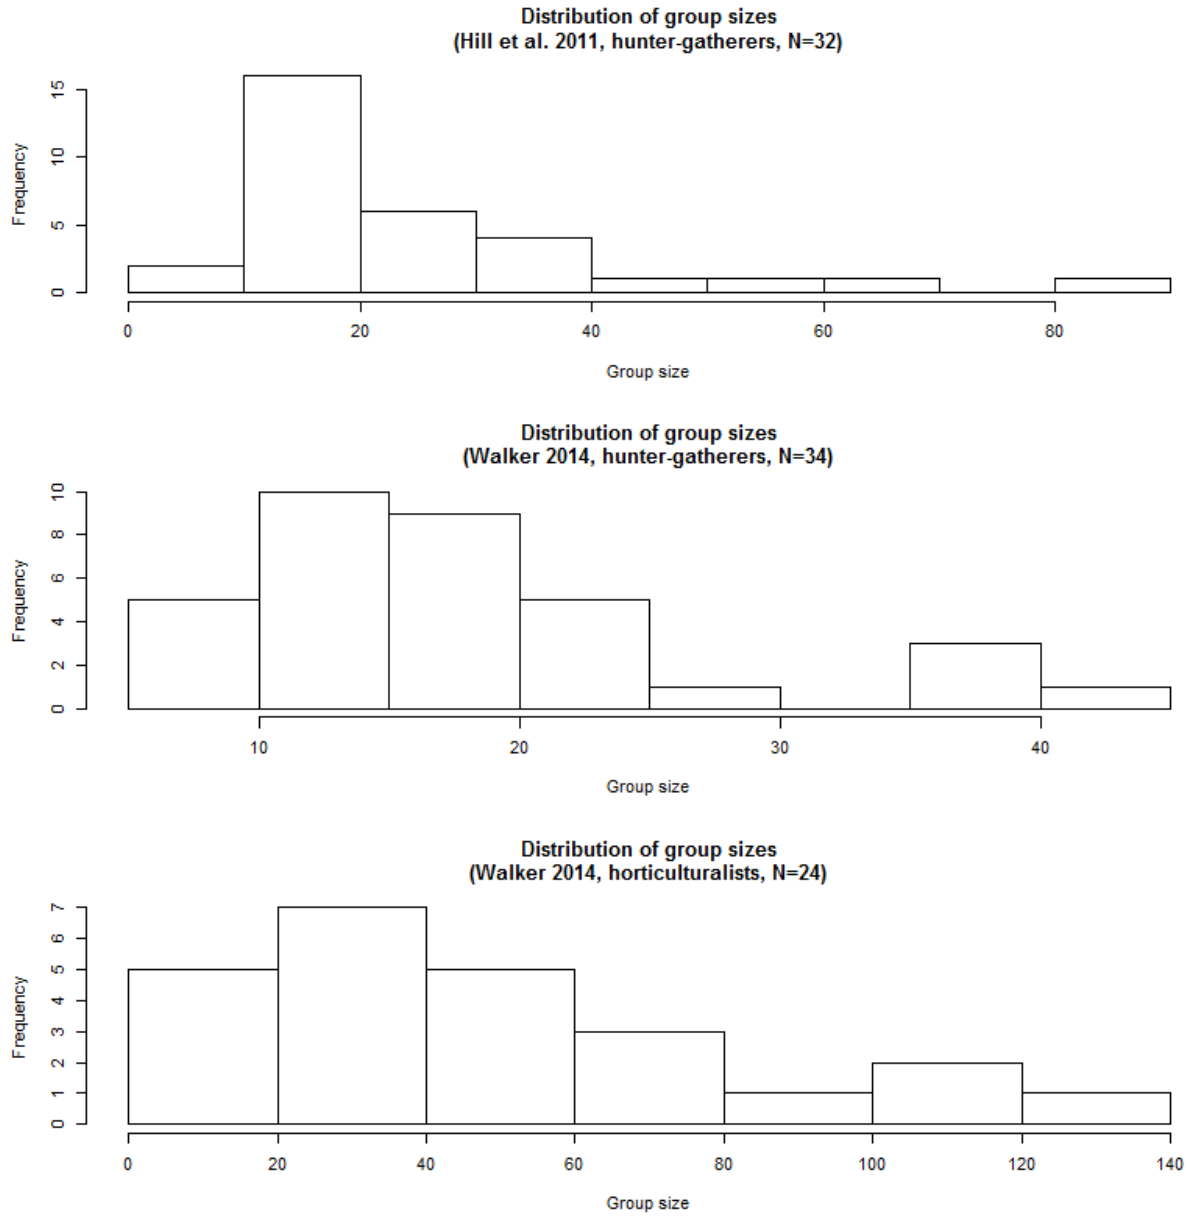 Distribution of group sizes
(Hill et al. 2011, hunter-gatherers, N=32)
15
10
5
0
Frequency
0 20 40 60 80
Group size
Distribution of group sizes
(Walker 2014, hunter-gatherers, N=34)
10
8
6
4
2
0
Frequency
10 20 30 40
Group size
Distribution of group sizes
(Walker 2014, horticulturalists, N=24)
7
6
5
4
3
2
1
0
Frequency
0 20 40 60 80 100 120 140
Group size